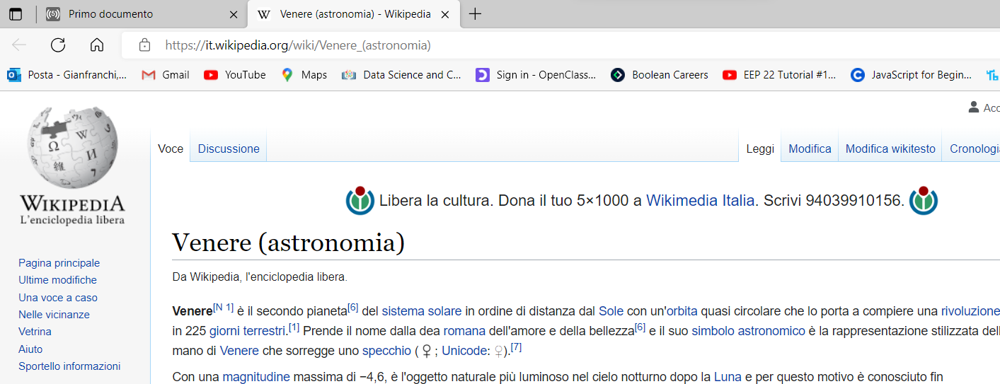 Primo documento
Venere (astronomia) - Wikipedia
https://it.wikipedia.org/wiki/Venere_(astronomia)
Posta - Gianfranchi,... Gmail YouTube Maps Data Science and C... Sign in - OpenClass... Boolean Careers EEP 22 Tutorial #1... JavaScript for Begin...
Acc
Voce Discussione Leggi Modifica Modifica wikitesto Cronologia
WIKIPEDIA
L'enciclopedia libera
Libera la cultura. Dona il tuo 5×1000 a Wikimedia Italia. Scrivi 94039910156.
Venere (astronomia)
Da Wikipedia, l'enciclopedia libera.
Pagina principale
Ultime modifiche
Una voce a caso
Nelle vicinanze
Vetrina
Aiuto
Sportello informazioni
Venere[N 1] è il secondo pianeta[6] del sistema solare in ordine di distanza dal Sole con un'orbita quasi circolare che lo porta a compiere una rivoluzione
in 225 giorni terrestri.[1] Prende il nome dalla dea romana dell'amore e della bellezza[6] e il suo simbolo astronomico è la rappresentazione stilizzata dell
mano di Venere che sorregge uno specchio ( ♀ ; Unicode: ♀).[7]
Con una magnitudine massima di −4,6, è l'oggetto naturale più luminoso nel cielo notturno dopo la Luna e per questo motivo è conosciuto fin